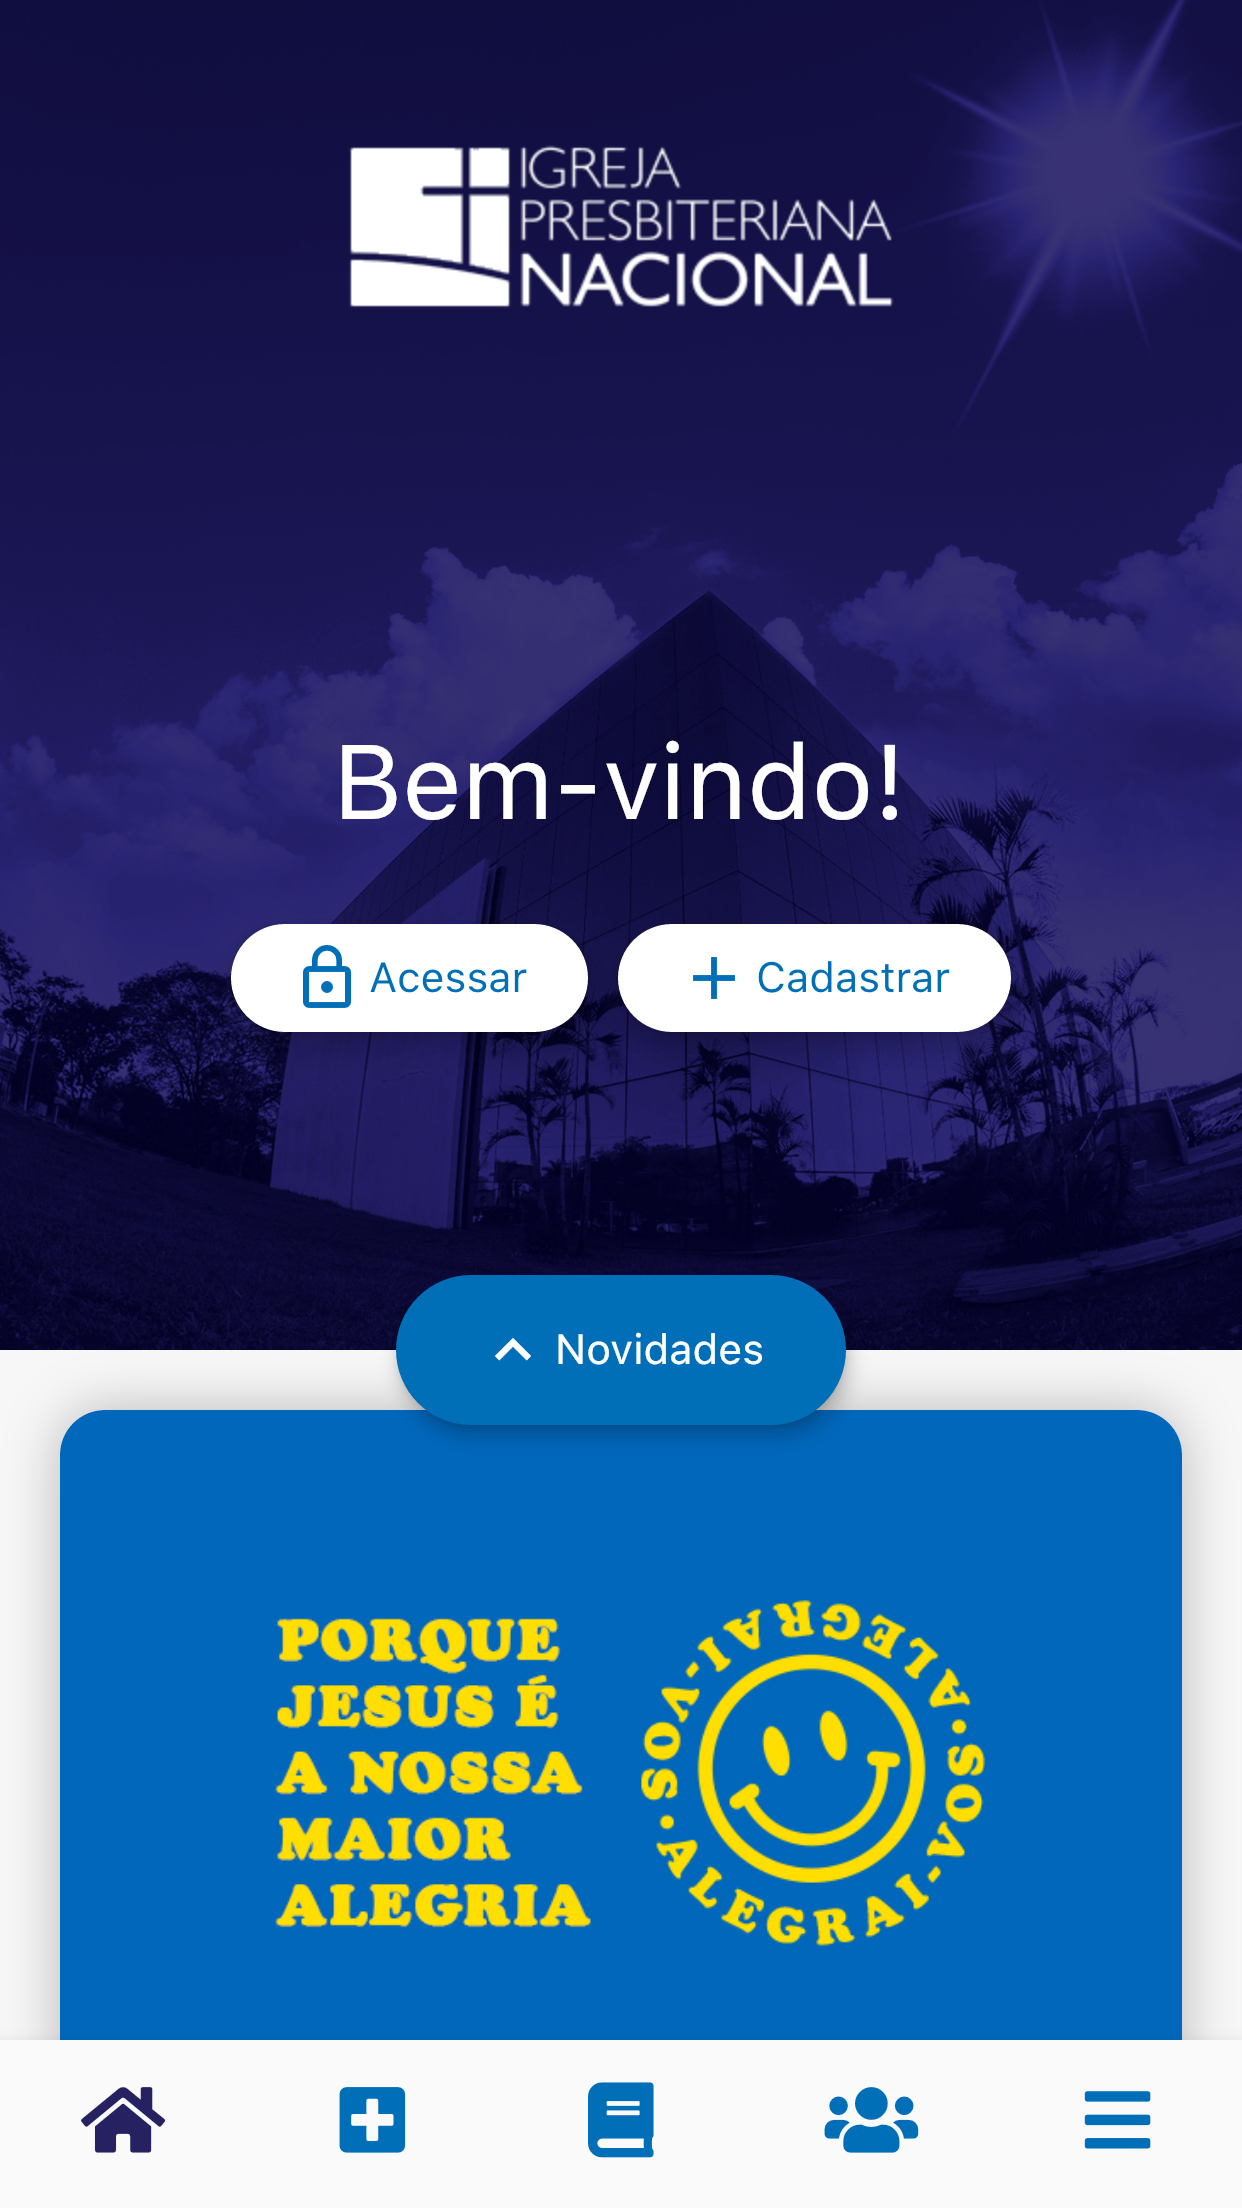 IGREJA
PRESBITERIANA
NACIONAL
Bem-vindo!
Acessar
Cadastrar
Novidades
PORQUE
JESUS É
A NOSSA
MAIOR
ALEGRIA
ALEGRAI-VOS•ALEGRAI-VOS•